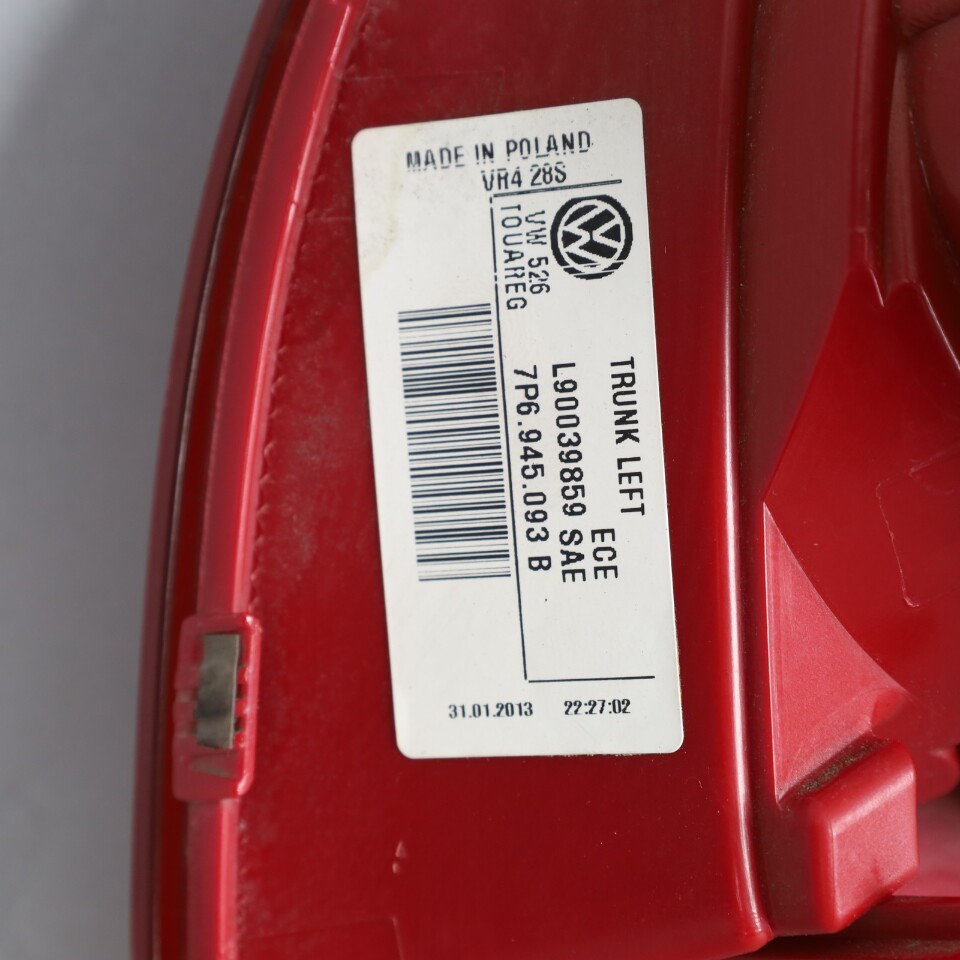 MADE IN POLAND
VR4 28S
VW 526
TOUAREG
TRUNK LEFT
ECE
L90039859 SAE
7P6.945.093 B
31.01.2013 22:27:02